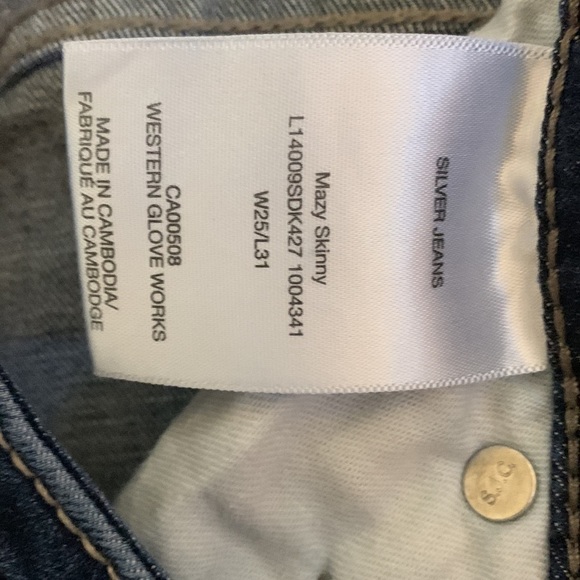 SILVER JEANS
Mazy Skinny
L14009SDK427 1004341
W25/L31
CA00508
WESTERN GLOVE WORKS
MADE IN CAMBODIA/
FABRIQUÉ AU CAMBODGE